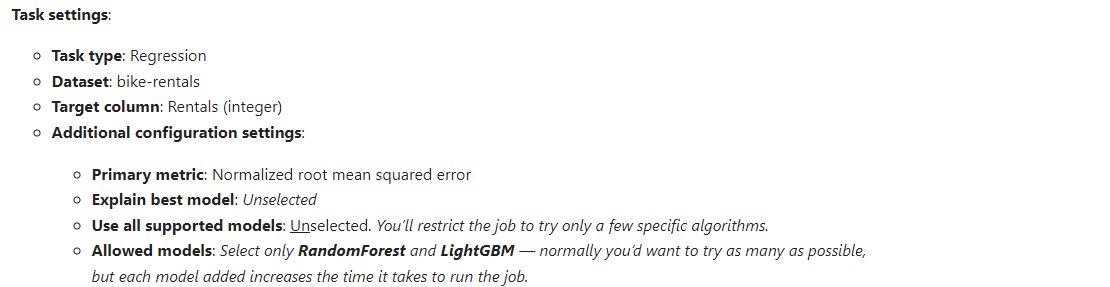 Task settings:
Task type: Regression
Dataset: bike-rentals
Target column: Rentals (integer)
Additional configuration settings:
Primary metric: Normalized root mean squared error
Explain best model: Unselected
Use all supported models: Unselected. You’ll restrict the job to try only a few specific algorithms.
Allowed models: Select only RandomForest and LightGBM — normally you’d want to try as many as possible,
but each model added increases the time it takes to run the job.